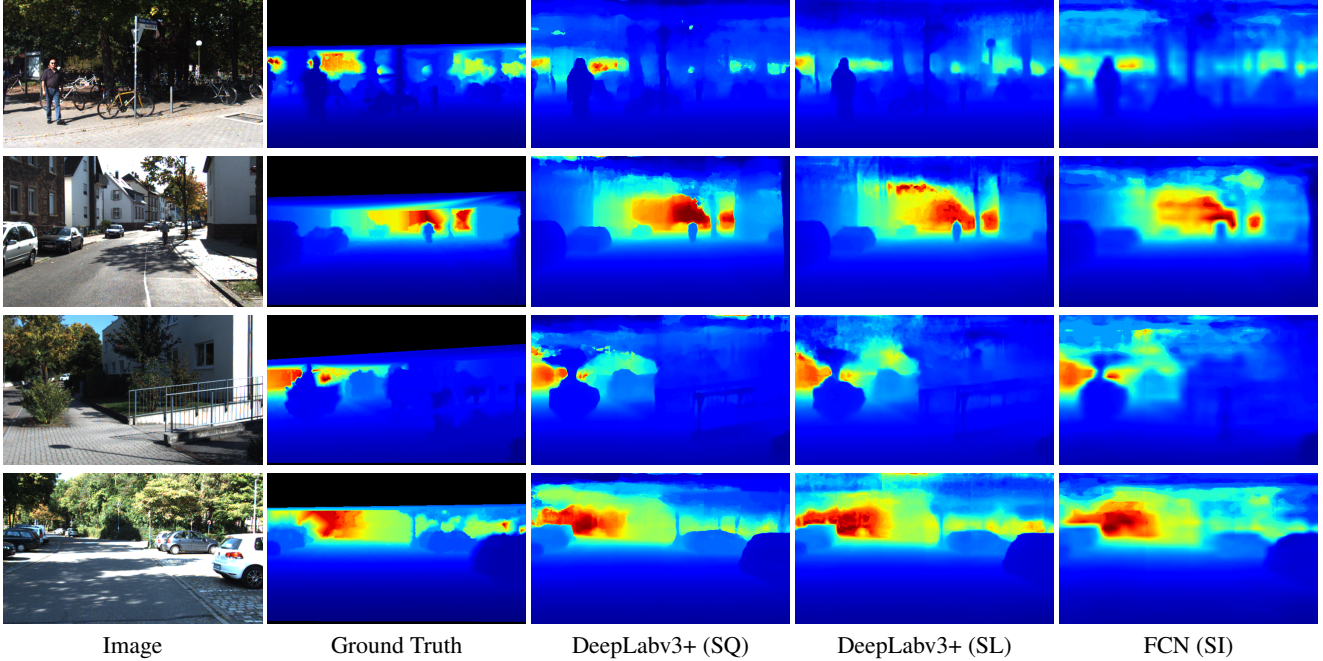 Image
Ground Truth
DeepLabv3+ (SQ)
DeepLabv3+ (SL)
FCN (SI)